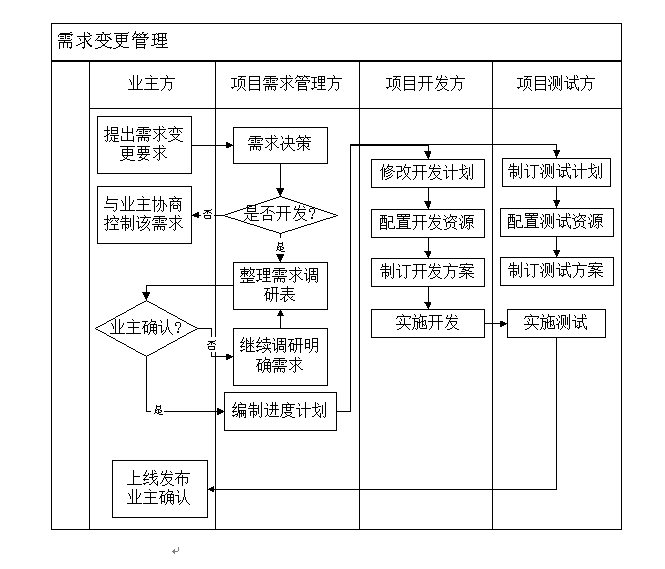 需求变更管理
业主方
项目需求管理方
项目开发方
项目测试方
提出需求变
更要求
需求决策
修改开发计划
制订测试计划
与业主协商
控制该需求
否
是否开发?
配置开发资源
配置测试资源
是
整理需求调
研表
制订开发方案
制订测试方案
业主确认?
否
继续调研明
确需求
实施开发
实施测试
是
编制进度计划
上线发布
业主确认